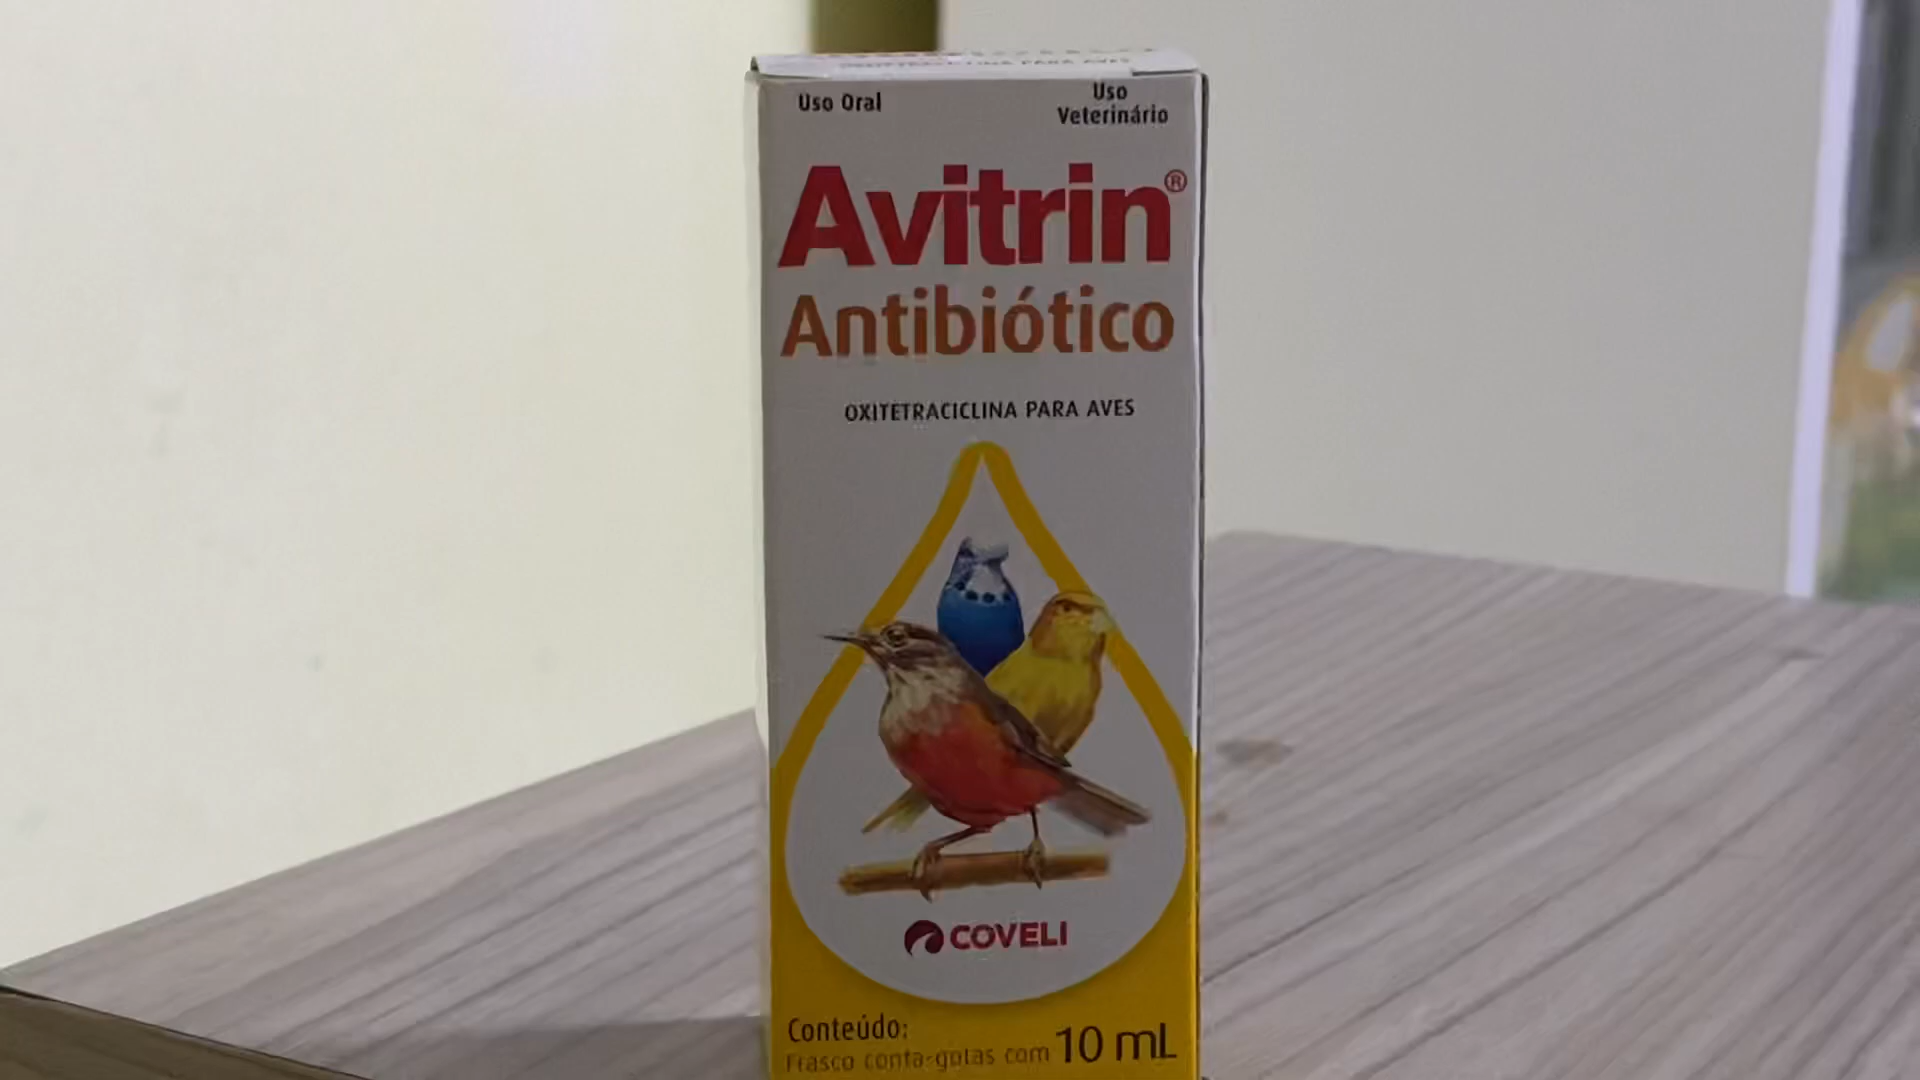 Uso Oral
Uso
Veterinário
Avitrin®
Antibiótico
OXITETRACICLINA PARA AVES
COVELI
Conteúdo:
Frasco conta-gotas com 10 mL